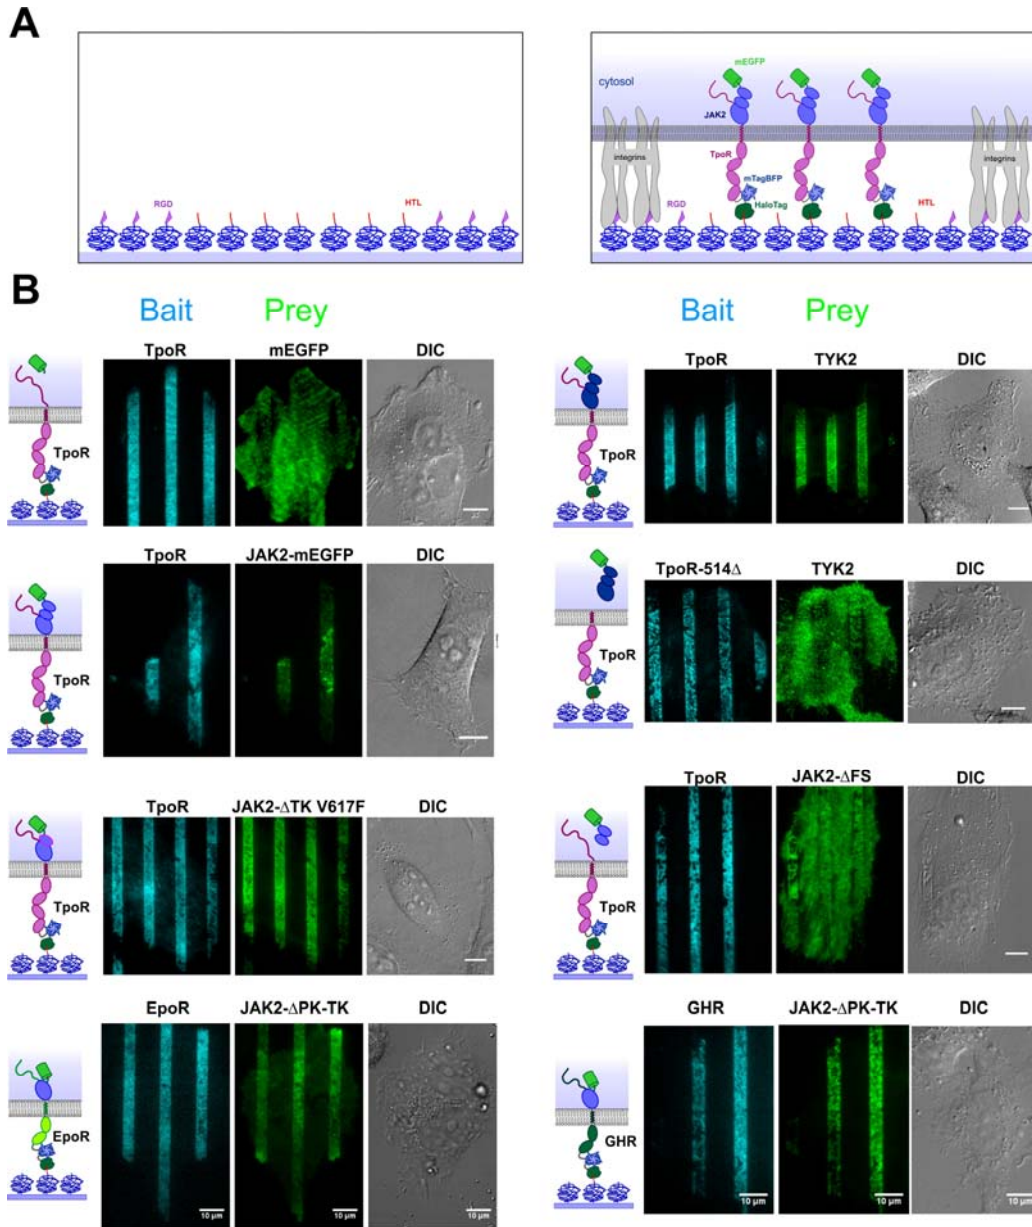 A
RGD
HTL
mEGFP
cytosol
JAK2
integrins
TpoR
integrins
mTagBFP
RGD
HaloTag
HTL
B
Bait Prey
TpoR mEGFP DIC
TpoR
TpoR JAK2-mEGFP DIC
TpoR
TpoR JAK2-ΔTK V617F DIC
TpoR
EpoR JAK2-ΔPK-TK DIC
EpoR
10 µm 10 µm 10 µm
Bait Prey
TpoR TYK2 DIC
TpoR
TpoR-514Δ TYK2 DIC
TpoR
TpoR JAK2-ΔFS DIC
TpoR
GHR JAK2-ΔPK-TK DIC
GHR
10 µm 10 µm 10 µm